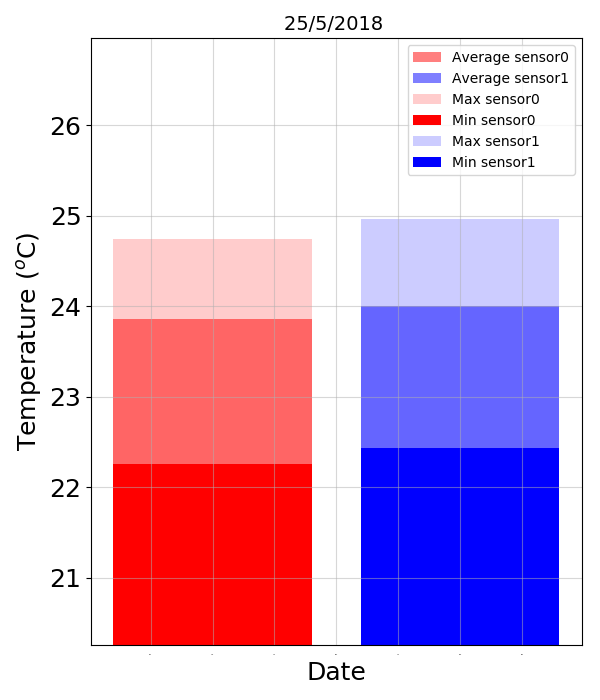 25/5/2018
Average sensor0
Average sensor1
Max sensor0
Min sensor0
Max sensor1
Min sensor1
26
25
24
23
22
21
Temperature (°C)
Date